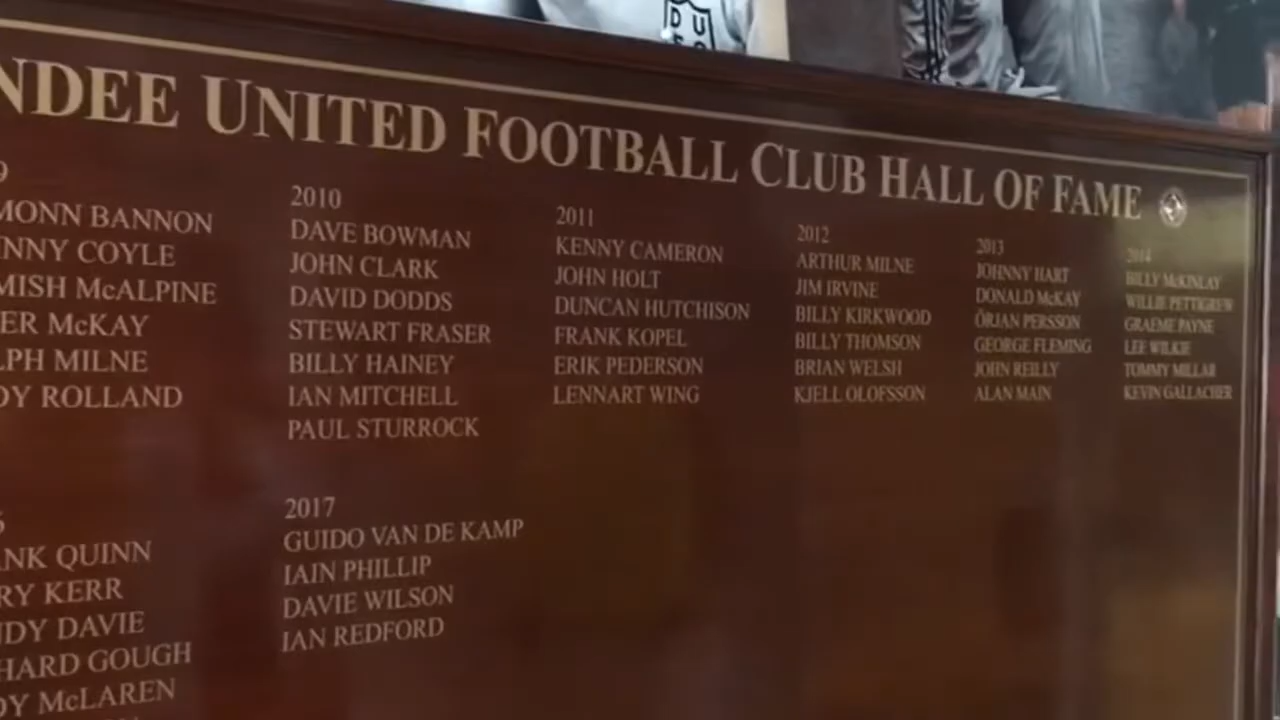 NDEE UNITED FOOTBALL CLUB HALL OF FAME
9
MONN BANNON
NNY COYLE
MISH McALPINE
ER McKAY
LPH MILNE
DY ROLLAND
2010
DAVE BOWMAN
JOHN CLARK
DAVID DODDS
STEWART FRASER
BILLY HAINEY
IAN MITCHELL
PAUL STURROCK
2011
KENNY CAMERON
JOHN HOLT
DUNCAN HUTCHISON
FRANK KOPEL
ERIK PEDERSON
LENNART WING
2012
ARTHUR MILNE
JIM IRVINE
BILLY KIRKWOOD
BILLY THOMSON
BRIAN WELSH
KJELL OLOFSSON
2013
JOHNNY HART
DONALD McKAY
ÖRJAN PERSSON
GEORGE FLEMING
JOHN REILLY
ALAN MAIN
2014
BILLY McKINLAY
WILLIE PETTIGREW
GRAEME PAYNE
LEE WILKIE
TOMMY MILLAR
KEVIN GALLACHER
ANK QUINN
RY KERR
NDY DAVIE
HARD GOUGH
DY McLAREN
2017
GUIDO VAN DE KAMP
IAIN PHILLIP
DAVIE WILSON
IAN REDFORD